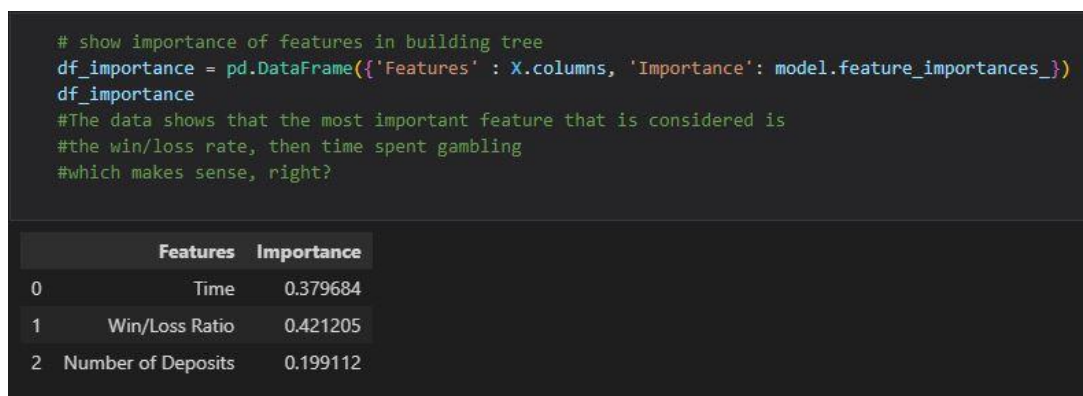 # show importance of features in building tree
df_importance = pd.DataFrame({'Features' : X.columns, 'Importance': model.feature_importances_})
df_importance
#The data shows that the most important feature that is considered is
#the win/loss rate, then time spent gambling
#which makes sense, right?
Features Importance
0 Time 0.379684
1 Win/Loss Ratio 0.421205
2 Number of Deposits 0.199112